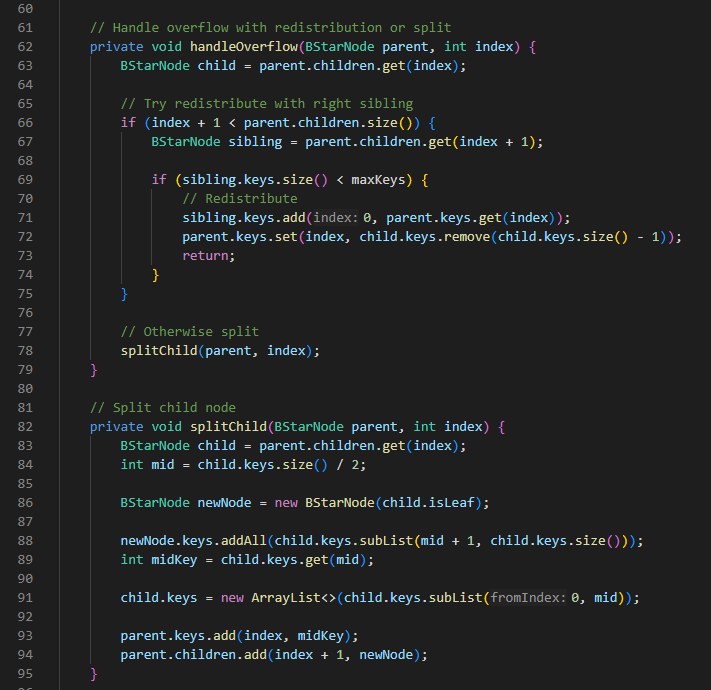 60
61 // Handle overflow with redistribution or split
62 private void handleOverflow(BStarNode parent, int index) {
63 BStarNode child = parent.children.get(index);
64
65 // Try redistribute with right sibling
66 if (index + 1 < parent.children.size()) {
67 BStarNode sibling = parent.children.get(index + 1);
68
69 if (sibling.keys.size() < maxKeys) {
70 // Redistribute
71 sibling.keys.add(index: 0, parent.keys.get(index));
72 parent.keys.set(index, child.keys.remove(child.keys.size() - 1));
73 return;
74 }
75 }
76
77 // Otherwise split
78 splitChild(parent, index);
79 }
80
81 // Split child node
82 private void splitChild(BStarNode parent, int index) {
83 BStarNode child = parent.children.get(index);
84 int mid = child.keys.size() / 2;
85
86 BStarNode newNode = new BStarNode(child.isLeaf);
87
88 newNode.keys.addAll(child.keys.subList(mid + 1, child.keys.size()));
89 int midKey = child.keys.get(mid);
90
91 child.keys = new ArrayList<>(child.keys.subList(fromIndex: 0, mid));
92
93 parent.keys.add(index, midKey);
94 parent.children.add(index + 1, newNode);
95 }